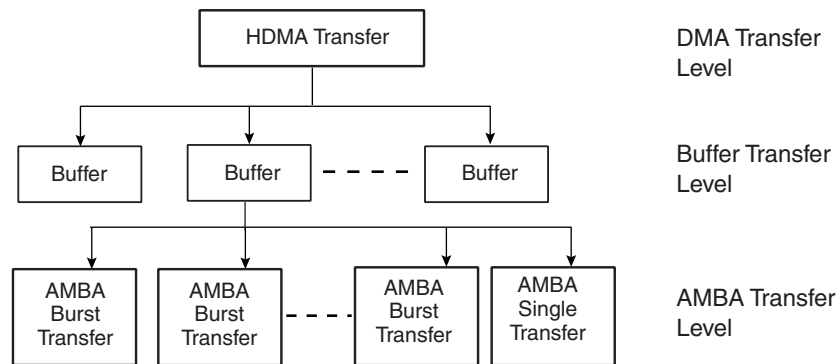 HDMA Transfer
DMA Transfer
Level
Buffer
Buffer
Buffer
Buffer Transfer
Level
AMBA
Burst
Transfer
AMBA
Burst
Transfer
AMBA
Burst
Transfer
AMBA
Single
Transfer
AMBA Transfer
Level